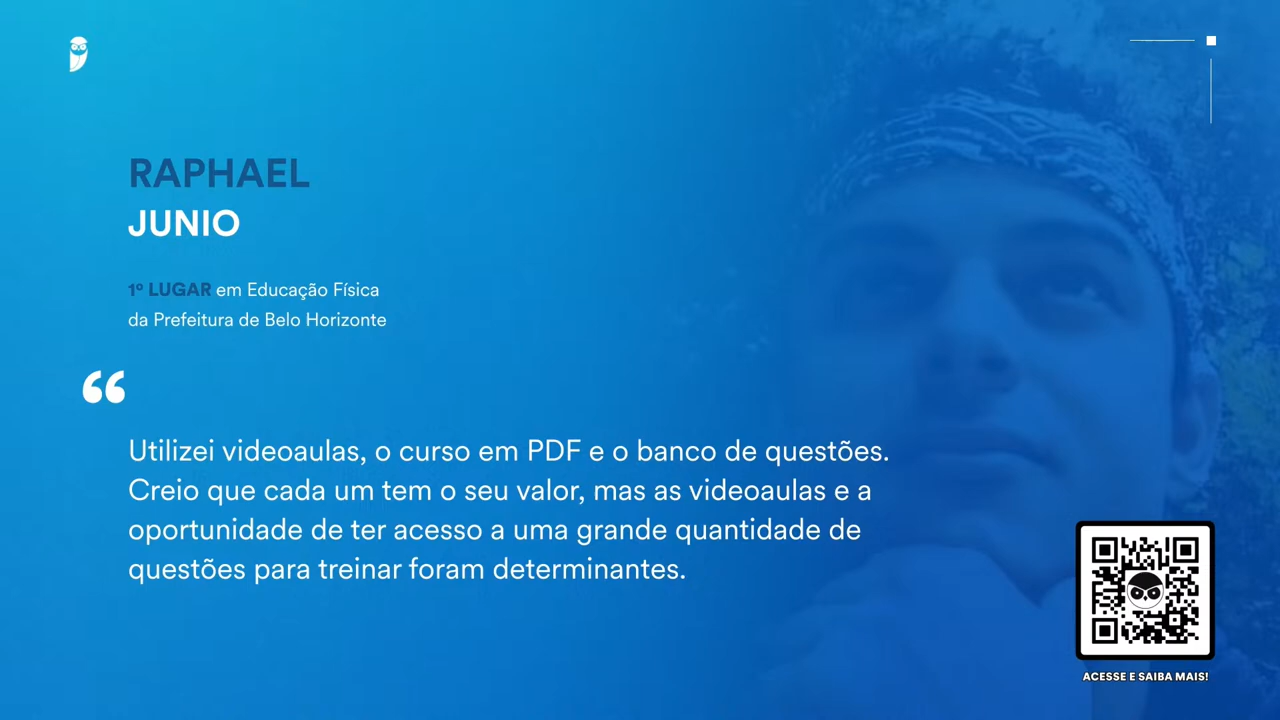 RAPHAEL
JUNIO
1º LUGAR em Educação Física
da Prefeitura de Belo Horizonte
“
Utilizei videoaulas, o curso em PDF e o banco de questões.
Creio que cada um tem o seu valor, mas as videoaulas e a
oportunidade de ter acesso a uma grande quantidade de
questões para treinar foram determinantes.
ACESSE E SAIBA MAIS!